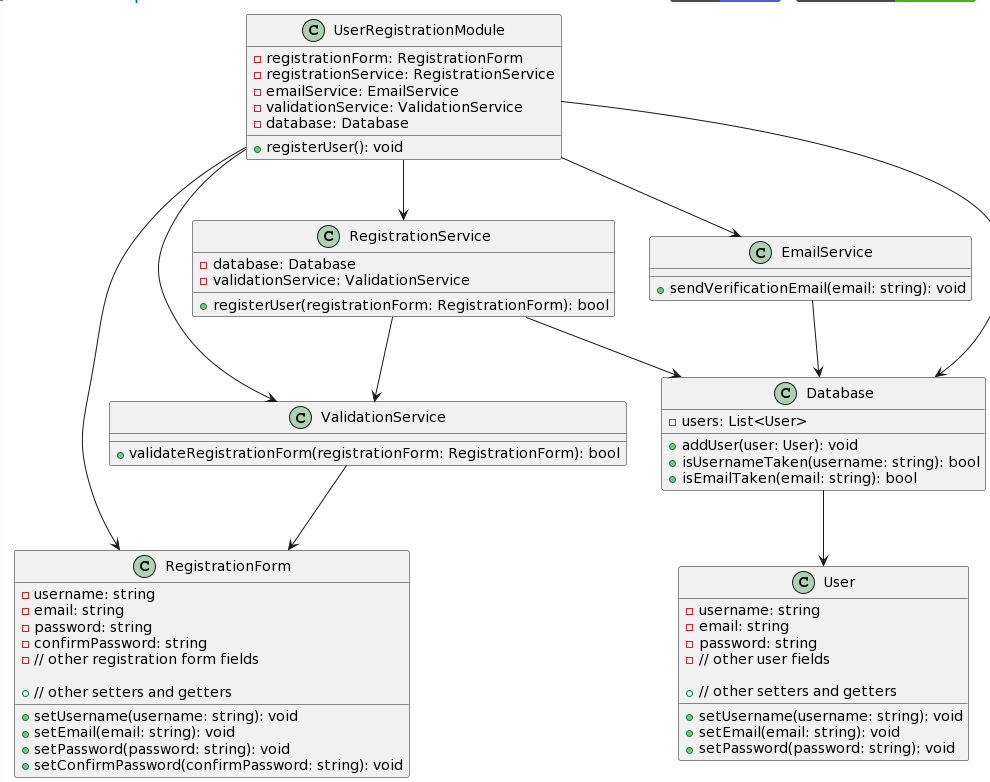 C UserRegistrationModule
registrationForm: RegistrationForm
registrationService: RegistrationService
emailService: EmailService
validationService: ValidationService
database: Database
registerUser(): void
C RegistrationService
database: Database
validationService: ValidationService
registerUser(registrationForm: RegistrationForm): bool
C EmailService
sendVerificationEmail(email: string): void
C ValidationService
validateRegistrationForm(registrationForm: RegistrationForm): bool
C Database
users: List<User>
addUser(user: User): void
isUsernameTaken(username: string): bool
isEmailTaken(email: string): bool
C RegistrationForm
username: string
email: string
password: string
confirmPassword: string
// other registration form fields
// other setters and getters
setUsername(username: string): void
setEmail(email: string): void
setPassword(password: string): void
setConfirmPassword(confirmPassword: string): void
C User
username: string
email: string
password: string
// other user fields
// other setters and getters
setUsername(username: string): void
setEmail(email: string): void
setPassword(password: string): void